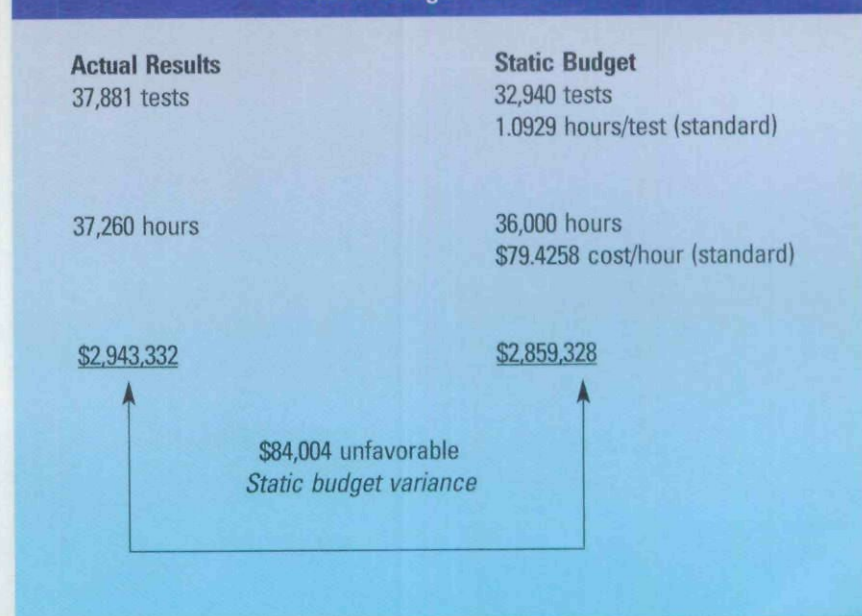 Actual Results
37,881 tests
37,260 hours
$2,943,332
Static Budget
32,940 tests
1.0929 hours/test (standard)
36,000 hours
$79.4258 cost/hour (standard)
$2,859,328
$84,004 unfavorable
Static budget variance